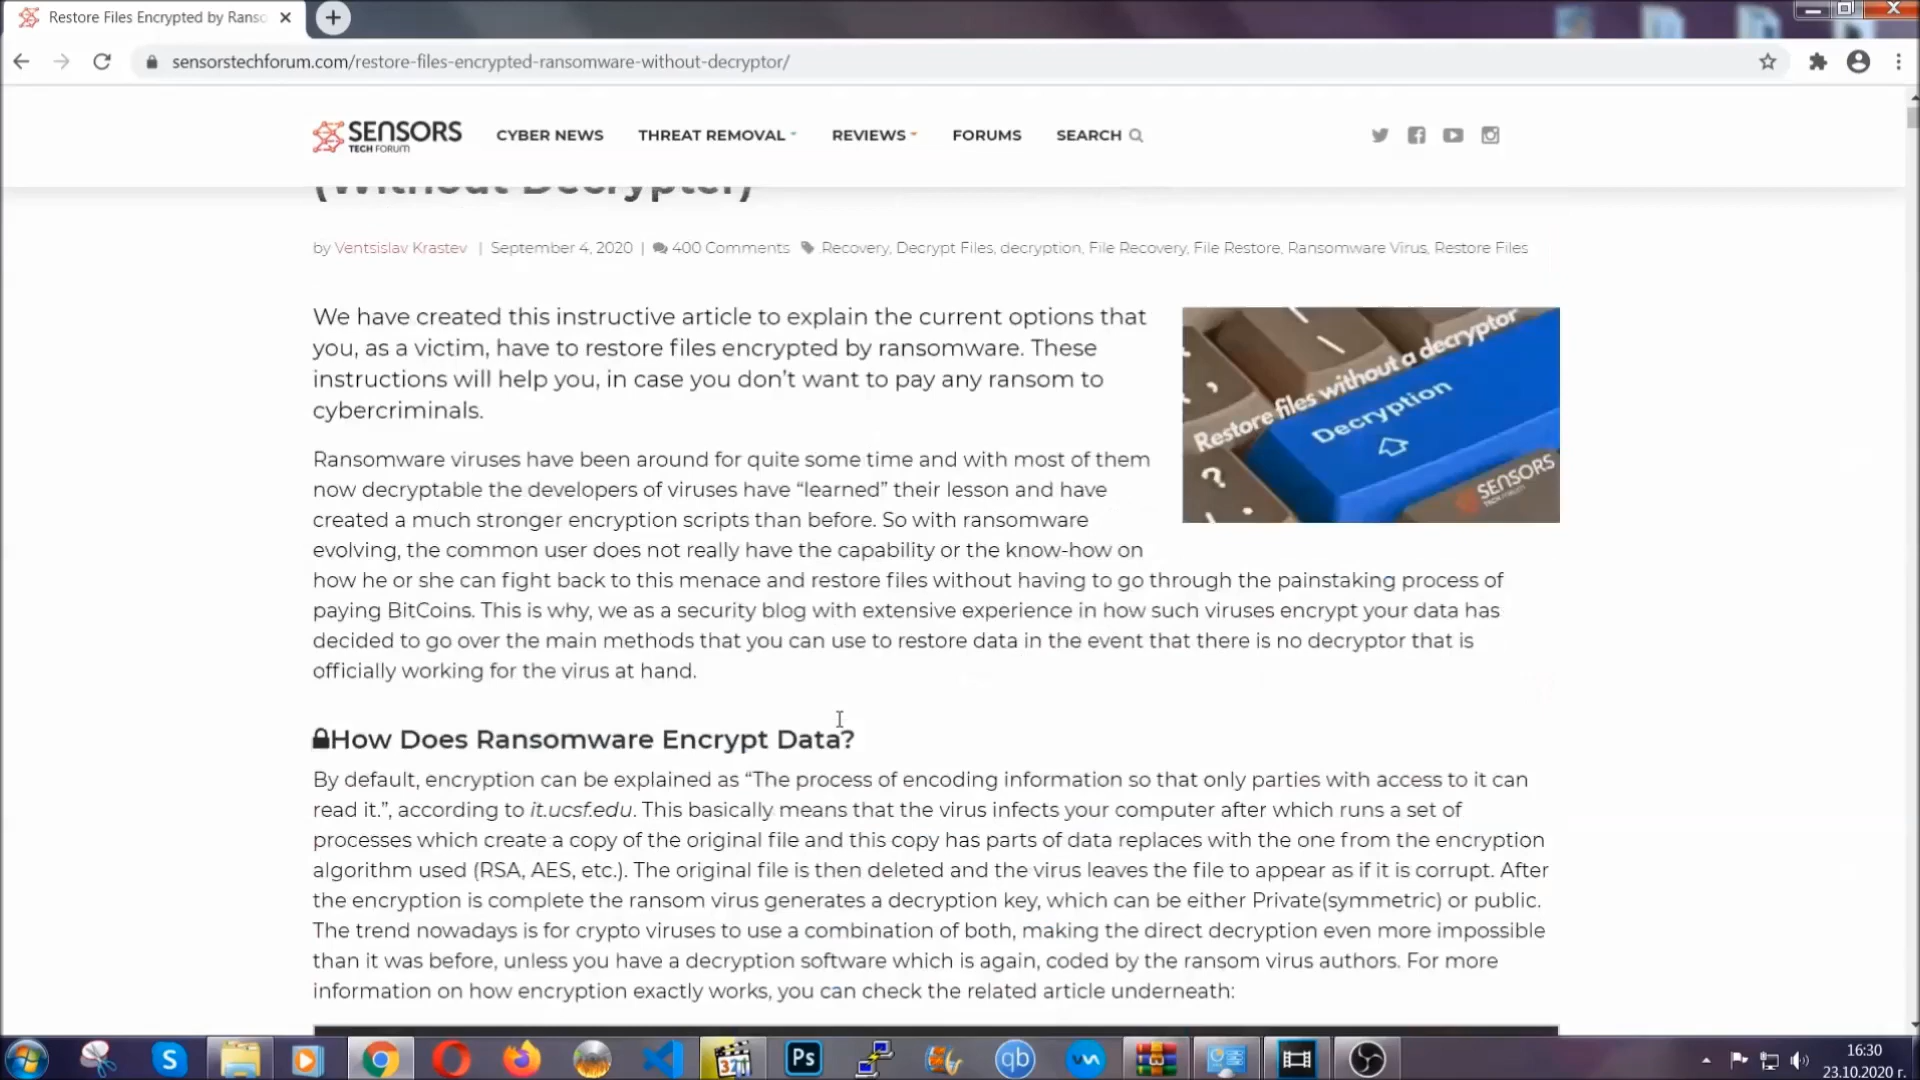 Restore Files Encrypted by Ranso
sensorstechforum.com/restore-files-encrypted-ransomware-without-decryptor/
SENSORS
TECH FORUM
CYBER NEWS
THREAT REMOVAL
REVIEWS
FORUMS
SEARCH
(Without Decrypter)
by Ventsislav Krastev | September 4, 2020 | 400 Comments Recovery, Decrypt Files, decryption, File Recovery, File Restore, Ransomware Virus, Restore Files
We have created this instructive article to explain the current options that
you, as a victim, have to restore files encrypted by ransomware. These
instructions will help you, in case you don't want to pay any ransom to
cybercriminals.
Restore files without a decryptor
Decryption
SENSORS
Ransomware viruses have been around for quite some time and with most of them
now decryptable the developers of viruses have “learned” their lesson and have
created a much stronger encryption scripts than before. So with ransomware
evolving, the common user does not really have the capability or the know-how on
how he or she can fight back to this menace and restore files without having to go through the painstaking process of
paying BitCoins. This is why, we as a security blog with extensive experience in how such viruses encrypt your data has
decided to go over the main methods that you can use to restore data in the event that there is no decryptor that is
officially working for the virus at hand.
How Does Ransomware Encrypt Data?
By default, encryption can be explained as “The process of encoding information so that only parties with access to it can
read it.”, according to it.ucsf.edu. This basically means that the virus infects your computer after which runs a set of
processes which create a copy of the original file and this copy has parts of data replaces with the one from the encryption
algorithm used (RSA, AES, etc.). The original file is then deleted and the virus leaves the file to appear as if it is corrupt. After
the encryption is complete the ransom virus generates a decryption key, which can be either Private(symmetric) or public.
The trend nowadays is for crypto viruses to use a combination of both, making the direct decryption even more impossible
than it was before, unless you have a decryption software which is again, coded by the ransom virus authors. For more
information on how encryption exactly works, you can check the related article underneath:
S
321
Ps
qb
16:30
23.10.2020 г.